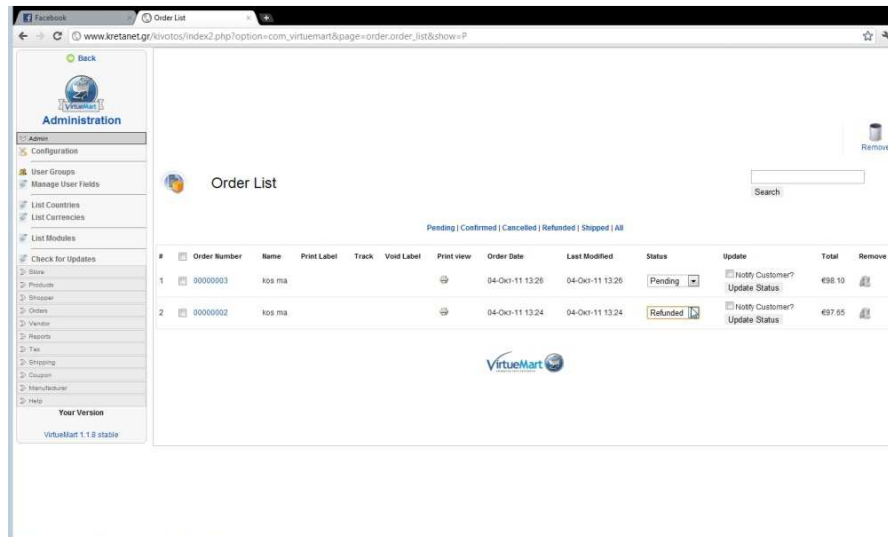 Facebook
Order List
www.kretanet.gr/kivotos/index2.php?option=com_virtuemart&page=order.order_list&show=P
Back
VirtueMart
Administration
Admin
Configuration
User Groups
Manage User Fields
List Countries
List Currencies
List Modules
Check for Updates
Store
Products
Shopper
Orders
Vendor
Reports
Tax
Shipping
Coupon
Manufacturer
Help
Your Version
VirtueMart 1.1.9 stable
Remove
Order List
Search
Pending | Confirmed | Cancelled | Refunded | Shipped | All
# Order Number Name Print Label Track Void Label Print view Order Date Last Modified Status Update Total Remove
1 00000003 kos ma 04-Οκτ-11 13:26 04-Οκτ-11 13:26 Pending Notify Customer? Update Status €98.10
2 00000002 kos ma 04-Οκτ-11 13:24 04-Οκτ-11 13:24 Refunded Notify Customer? Update Status €97.65
VirtueMart